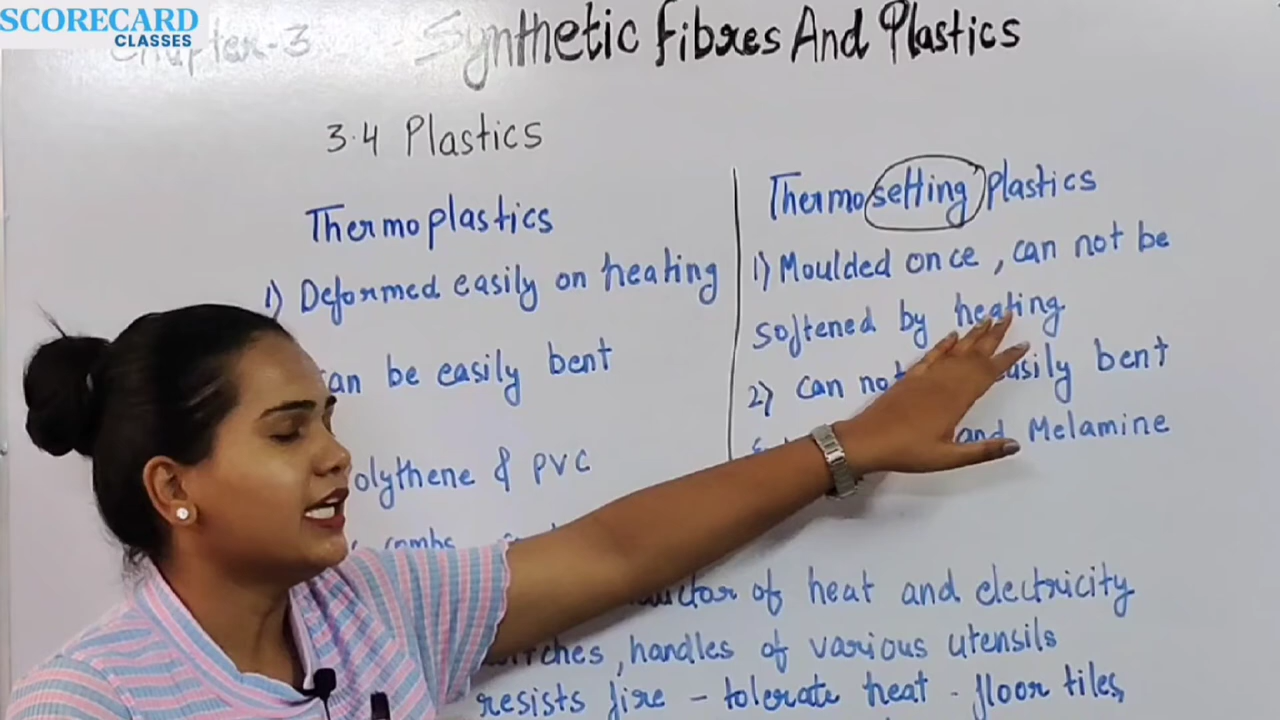 SCORECARD
CLASSES
Chapter-3 Synthetic Fibres And Plastics
3.4 Plastics
Thermoplastics
1) Deformed easily on heating
can be easily bent
olythene & PVC
combs
Thermosetting Plastics
1) Moulded once, can not be
softened by heating
2) Can not easily bent
and Melamine
of heat and electricity
, handles of various utensils
resists fire - tolerate heat - floor tiles,